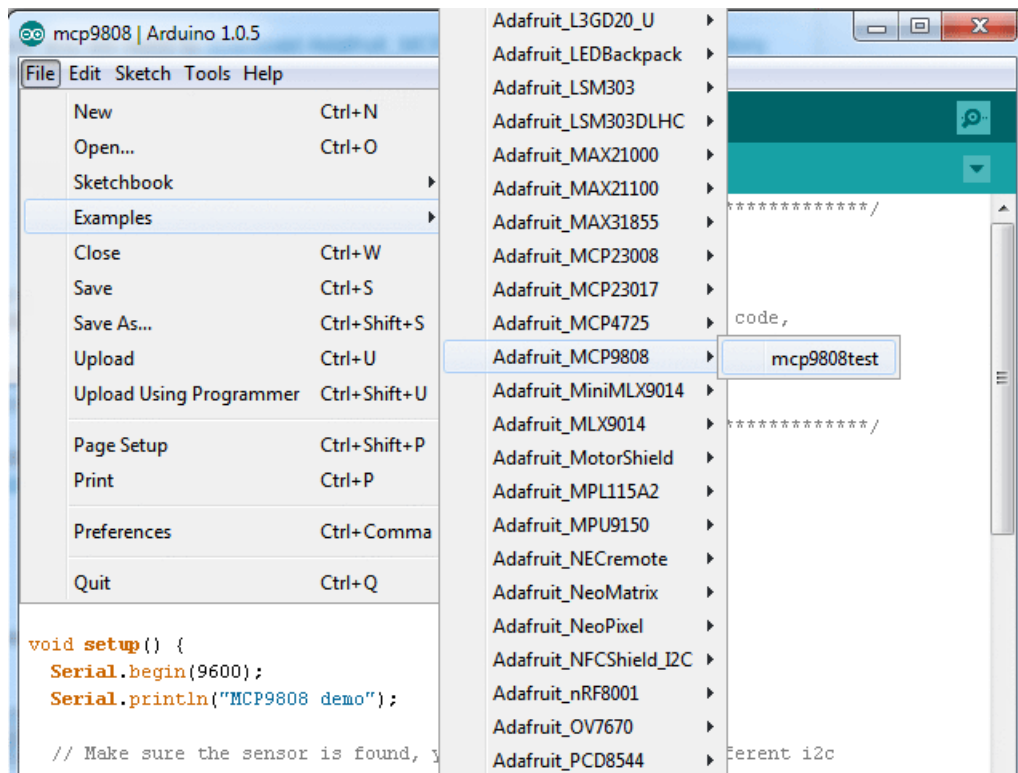 mcp9808 | Arduino 1.0.5
File Edit Sketch Tools Help
New Ctrl+N
Open... Ctrl+O
Sketchbook
Examples
Close Ctrl+W
Save Ctrl+S
Save As... Ctrl+Shift+S
Upload Ctrl+U
Upload Using Programmer Ctrl+Shift+U
Page Setup Ctrl+Shift+P
Print Ctrl+P
Preferences Ctrl+Comma
Quit Ctrl+Q
Adafruit_L3GD20_U
Adafruit_LEDBackpack
Adafruit_LSM303
Adafruit_LSM303DLHC
Adafruit_MAX21000
Adafruit_MAX21100
Adafruit_MAX31855
Adafruit_MCP23008
Adafruit_MCP23017
Adafruit_MCP4725
Adafruit_MCP9808
Adafruit_MiniMLX9014
Adafruit_MLX9014
Adafruit_MotorShield
Adafruit_MPL115A2
Adafruit_MPU9150
Adafruit_NECremote
Adafruit_NeoMatrix
Adafruit_NeoPixel
Adafruit_NFCShield_I2C
Adafruit_nRF8001
Adafruit_OV7670
Adafruit_PCD8544
mcp9808test
*************/
code,
*************/
void setup() {
Serial.begin(9600);
Serial.println("MCP9808 demo");
// Make sure the sensor is found, y ferent i2c